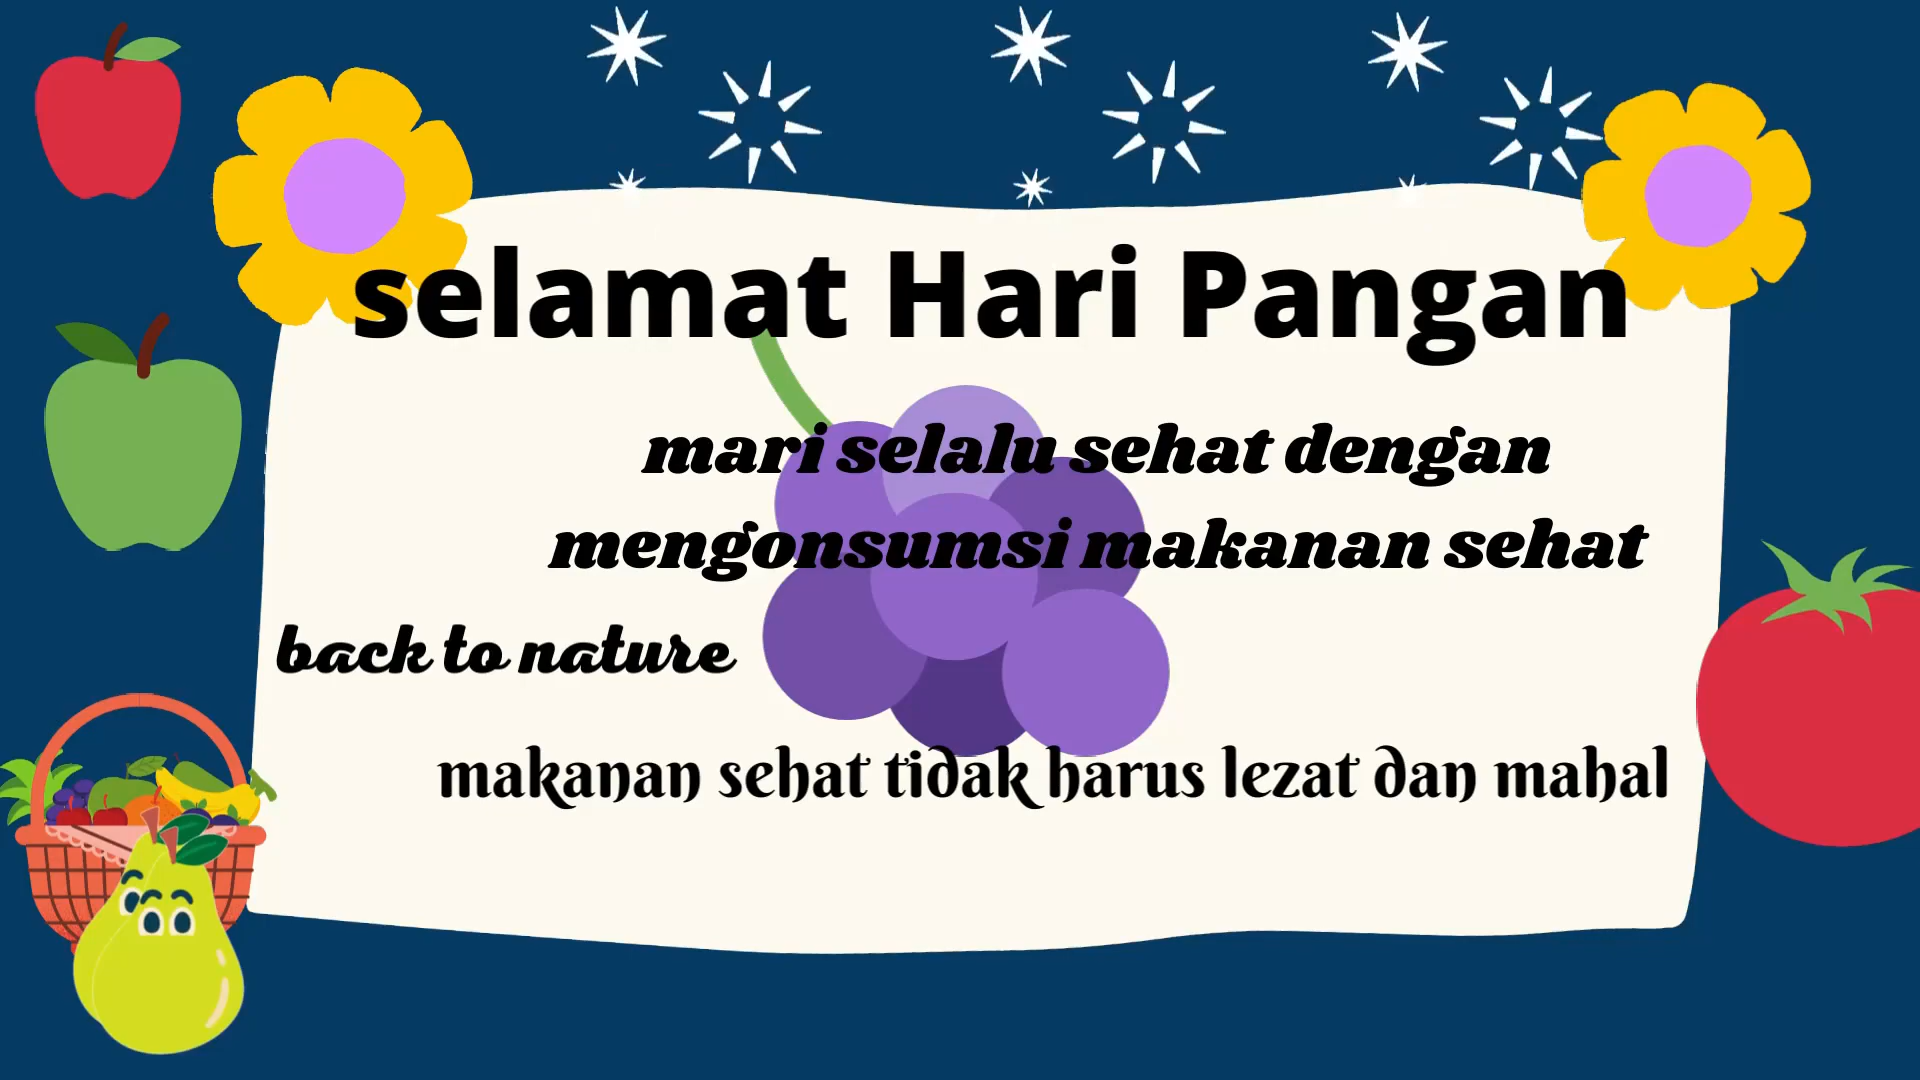 selamat Hari Pangan
mari selalu sehat dengan
mengonsumsi makanan sehat
back to nature
makanan sehat tidak harus lezat dan mahal